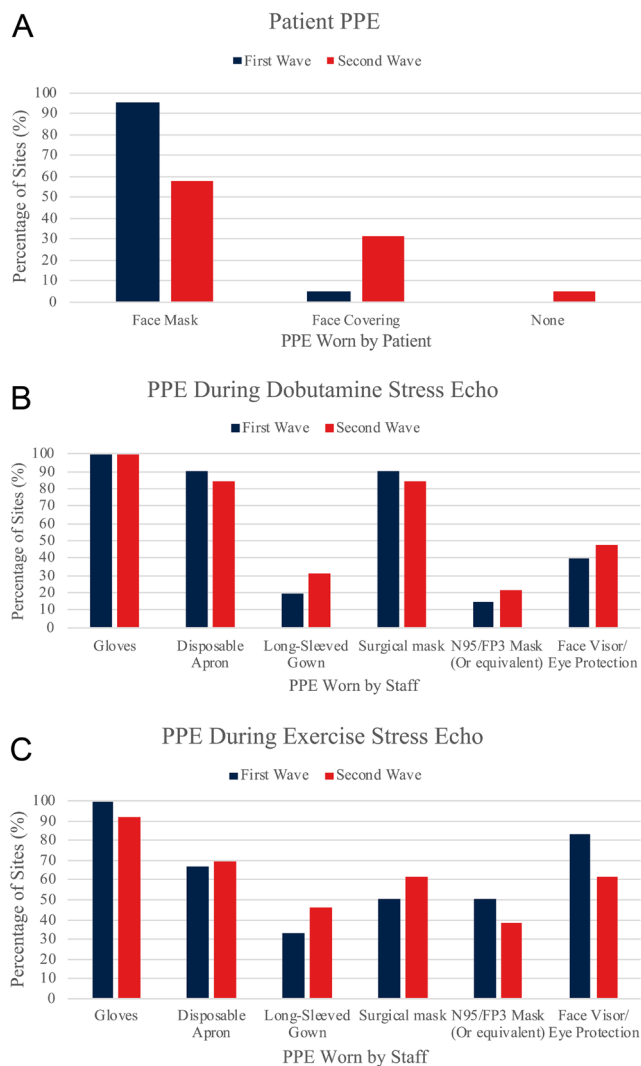 A
Patient PPE
First Wave Second Wave
Percentage of Sites (%)
100
90
80
70
60
50
40
30
20
10
0
Face Mask Face Covering None
PPE Worn by Patient
B
PPE During Dobutamine Stress Echo
First Wave Second Wave
Percentage of Sites (%)
100
90
80
70
60
50
40
30
20
10
0
Gloves Disposable Long-Sleeved Surgical mask N95/FP3 Mask Face Visor/
Apron Gown (Or equivalent) Eye Protection
PPE Worn by Staff
C
PPE During Exercise Stress Echo
First Wave Second Wave
Percentage of Sites (%)
100
90
80
70
60
50
40
30
20
10
0
Gloves Disposable Long-Sleeved Surgical mask N95/FP3 Mask Face Visor/
Apron Gown (Or equivalent) Eye Protection
PPE Worn by Staff